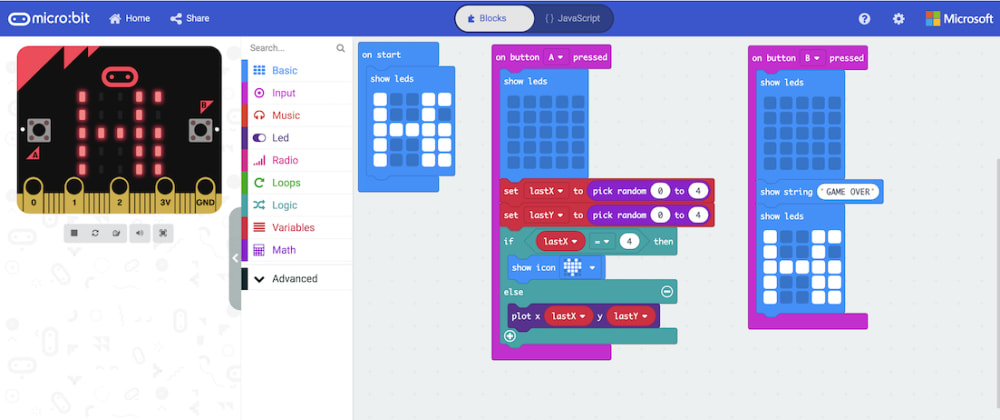 micro:bit
Home
Share
Blocks
{ } JavaScript
Microsoft
A
B
0 1 2 3V GND
Search...
Basic
Input
Music
Led
Radio
Loops
Logic
Variables
Math
Advanced
on start
show leds
on button A pressed
show leds
set lastX to pick random 0 to 4
set lastY to pick random 0 to 4
if lastX = 4 then
show icon
else
plot x lastX y lastY
on button B pressed
show leds
show string "GAME OVER"
show leds